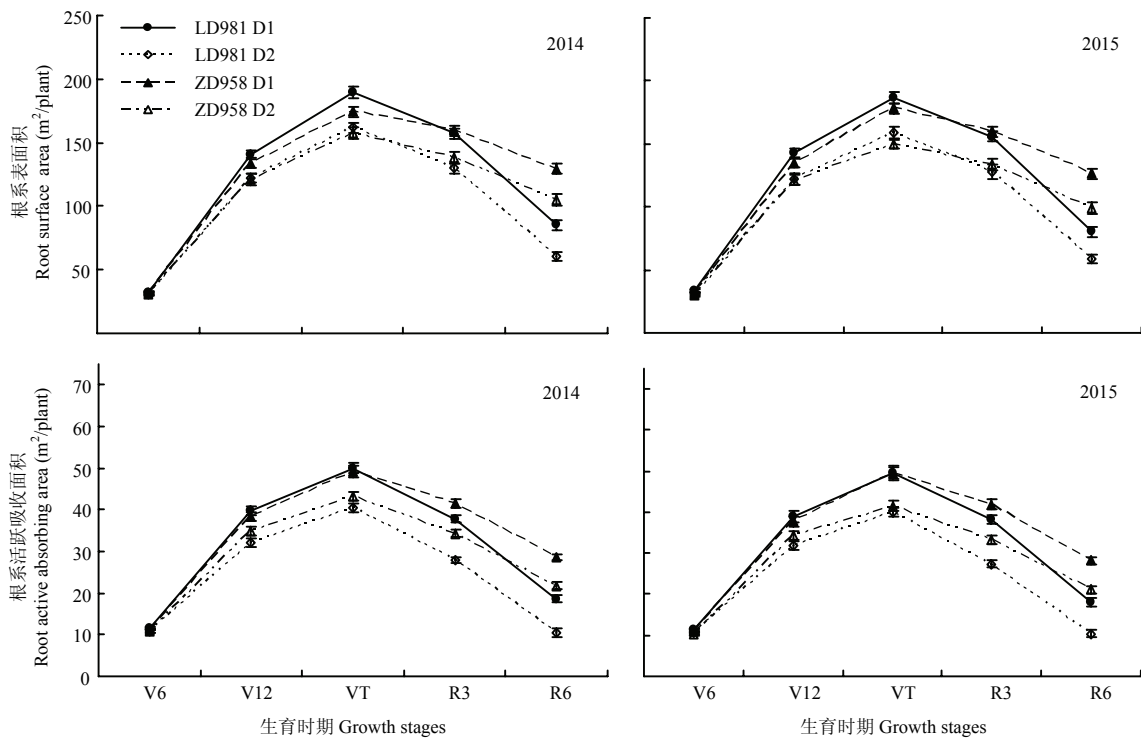 250
200
150
100
50
根系表面积
Root surface area (m²/plant)
LD981 D1
LD981 D2
ZD958 D1
ZD958 D2
2014
2015
70
60
50
40
30
20
10
0
根系活跃吸收面积
Root active absorbing area (m²/plant)
2014
2015
V6 V12 VT R3 R6
V6 V12 VT R3 R6
生育时期 Growth stages
生育时期 Growth stages